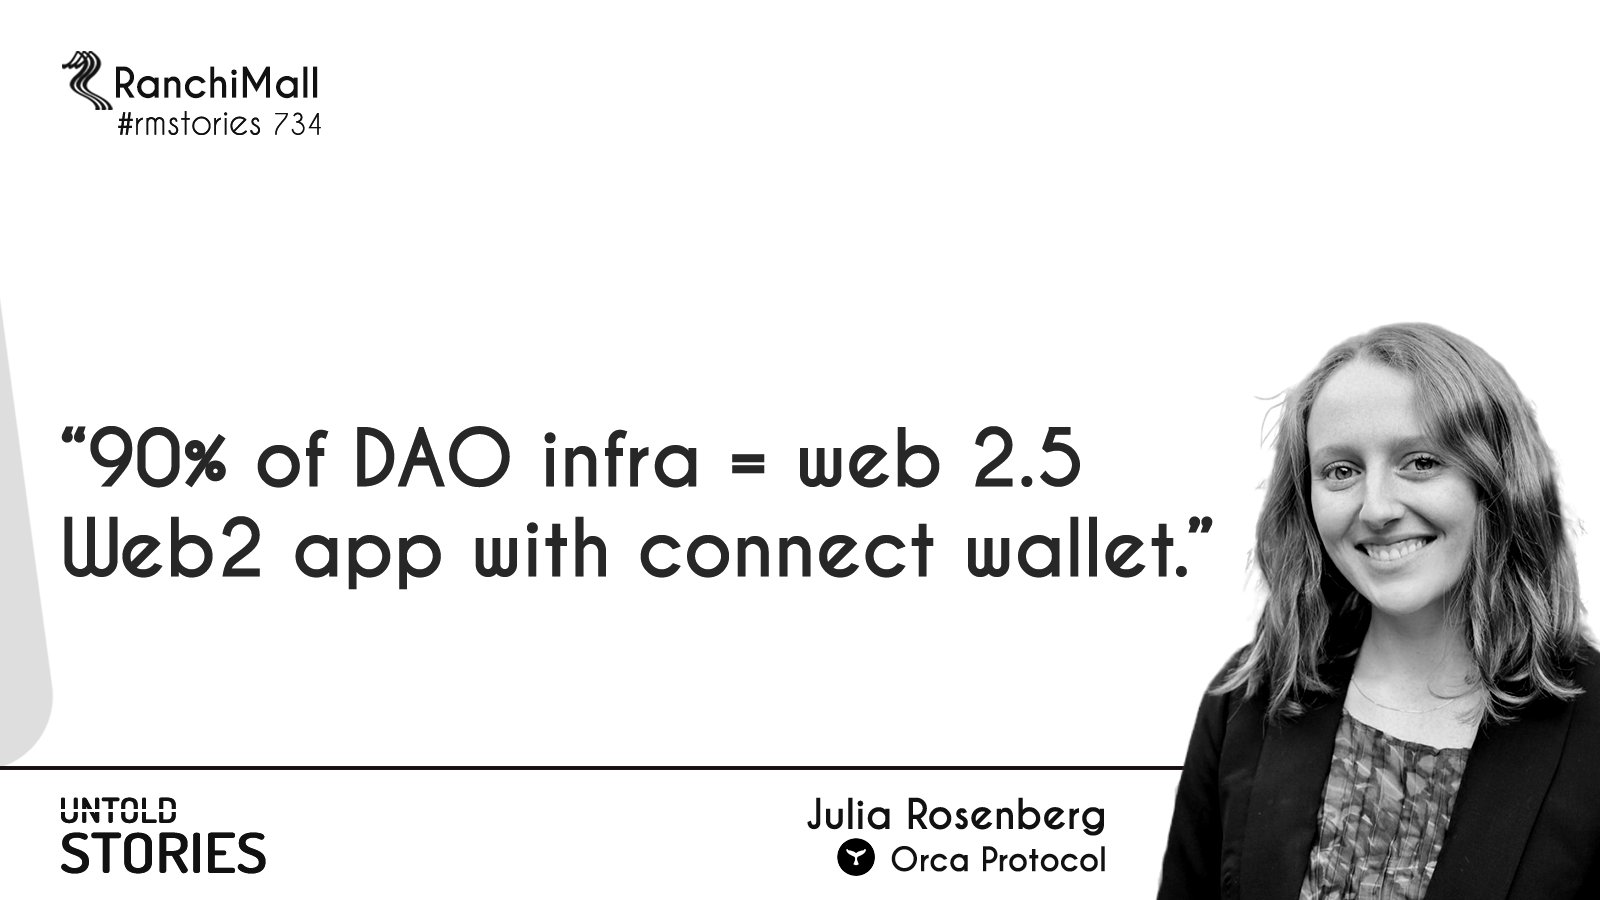 RanchiMall
#rmstories 734
“90% of DAO infra = web 2.5
Web2 app with connect wallet.”
UNTOLD
STORIES
Julia Rosenberg
Orca Protocol